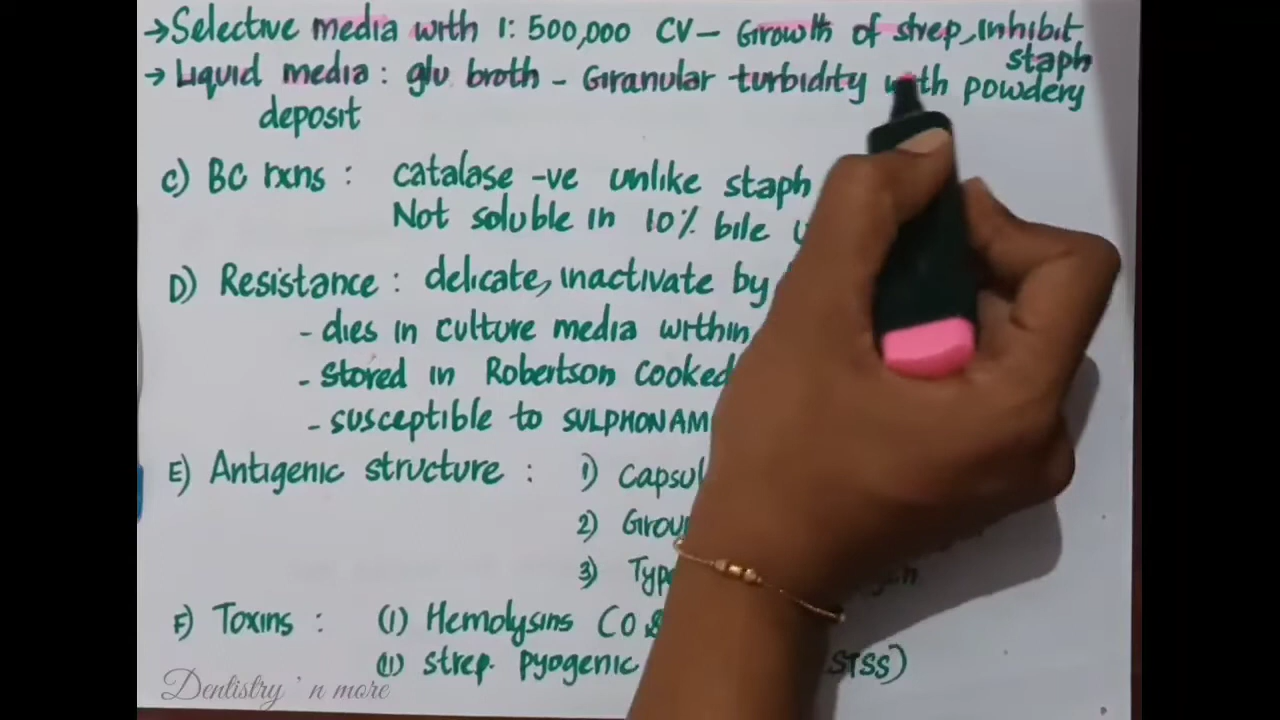 → Selective media with 1: 500,000 CV – Growth of strep, inhibit
staph
→ Liquid media : glu broth – Granular turbidity with powdery
deposit
C) BC rxns : catalase -ve unlike staph
Not soluble in 10% bile
D) Resistance : delicate, inactivate by
- dies in culture media within
- stored in Robertson Cooked
- susceptible to SULPHONAM
E) Antigenic structure : 1) Capsul
2) Grou
3) Typ
F) Toxins : (1) Hemolysins (O &
(11) strep. pyogenic STSS)
Dentistry ' n more